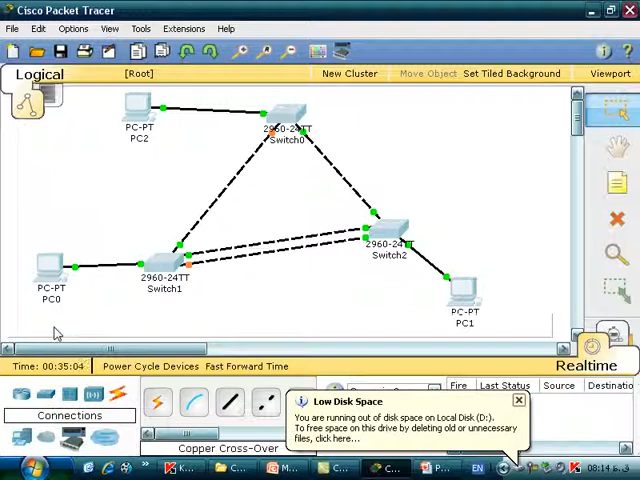 Cisco Packet Tracer
File Edit Options View Tools Extensions Help
Logical
[Root]
New Cluster
Move Object
Set Tiled Background
Viewport
PC-PT
PC2
2960-24TT
Switch0
2960-24TT
Switch2
PC-PT
PC0
2960-24TT
Switch1
PC-PT
PC1
Time: 00:35:04
Power Cycle Devices Fast Forward Time
Realtime
Fire Last Status Source Destinatio
Connections
Copper Cross-Over
Low Disk Space
You are running out of disk space on Local Disk (D:).
To free space on this drive by deleting old or unnecessary
files, click here...
Start
K...
C...
M...
C...
C...
P...
EN
K...
08:14